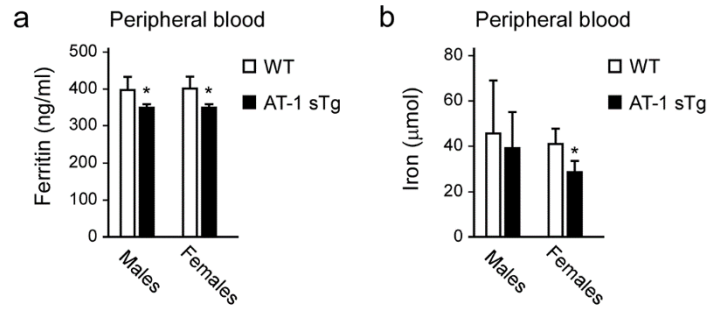 a
Peripheral blood
Ferritin (ng/ml)
500
400
300
200
100
0
*
*
WT
AT-1 sTg
Males
Females
b
Peripheral blood
Iron (μmol)
80
60
40
20
0
*
WT
AT-1 sTg
Males
Females